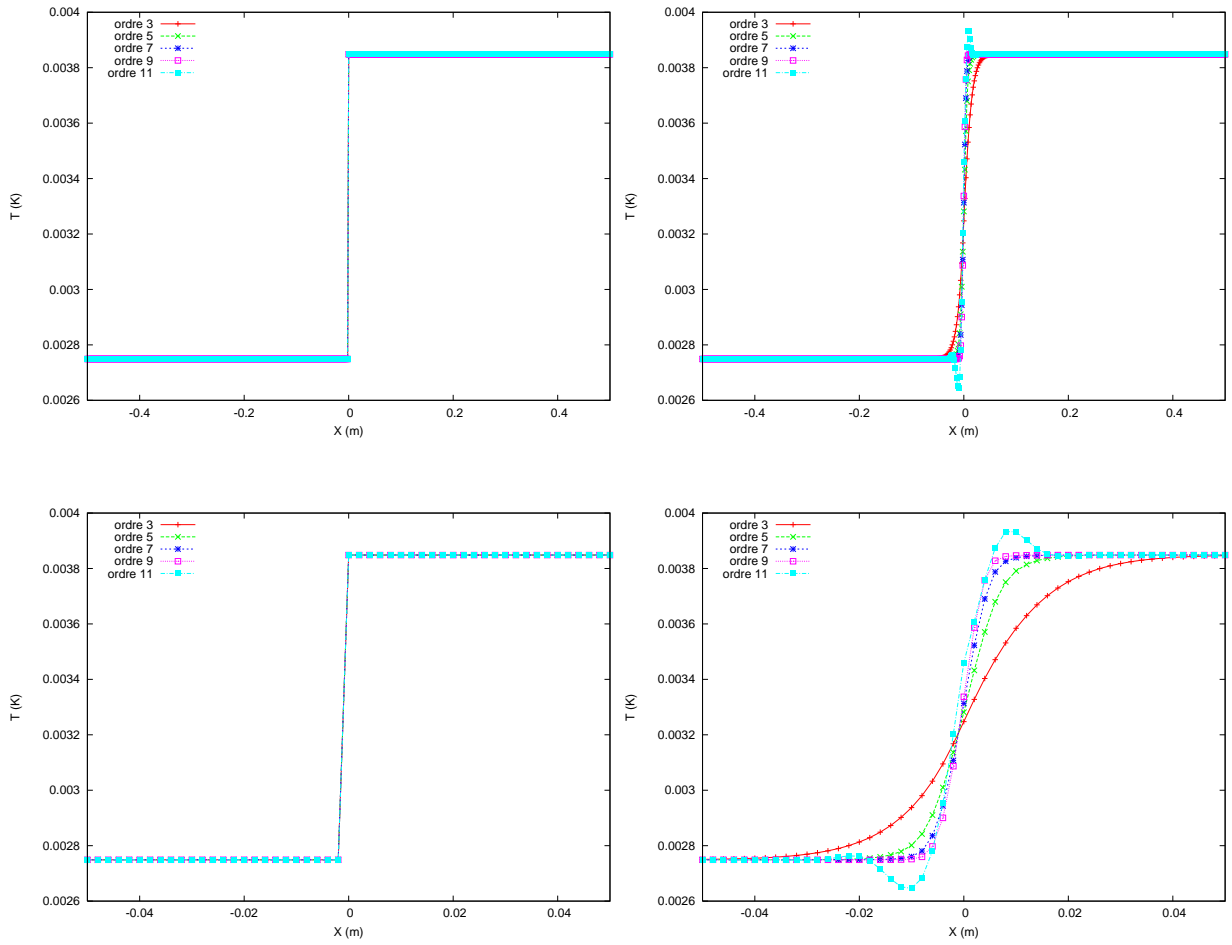 0.004
0.0038
0.0036
0.0034
0.0032
0.003
0.0028
0.0026
T (K)
-0.4
-0.2
0
0.2
0.4
X (m)
ordre 3
ordre 5
ordre 7
ordre 9
ordre 11
0.004
0.0038
0.0036
0.0034
0.0032
0.003
0.0028
0.0026
T (K)
-0.4
-0.2
0
0.2
0.4
X (m)
ordre 3
ordre 5
ordre 7
ordre 9
ordre 11
0.004
0.0038
0.0036
0.0034
0.0032
0.003
0.0028
0.0026
T (K)
-0.04
-0.02
0
0.02
0.04
X (m)
ordre 3
ordre 5
ordre 7
ordre 9
ordre 11
0.004
0.0038
0.0036
0.0034
0.0032
0.003
0.0028
0.0026
T (K)
-0.04
-0.02
0
0.02
0.04
X (m)
ordre 3
ordre 5
ordre 7
ordre 9
ordre 11